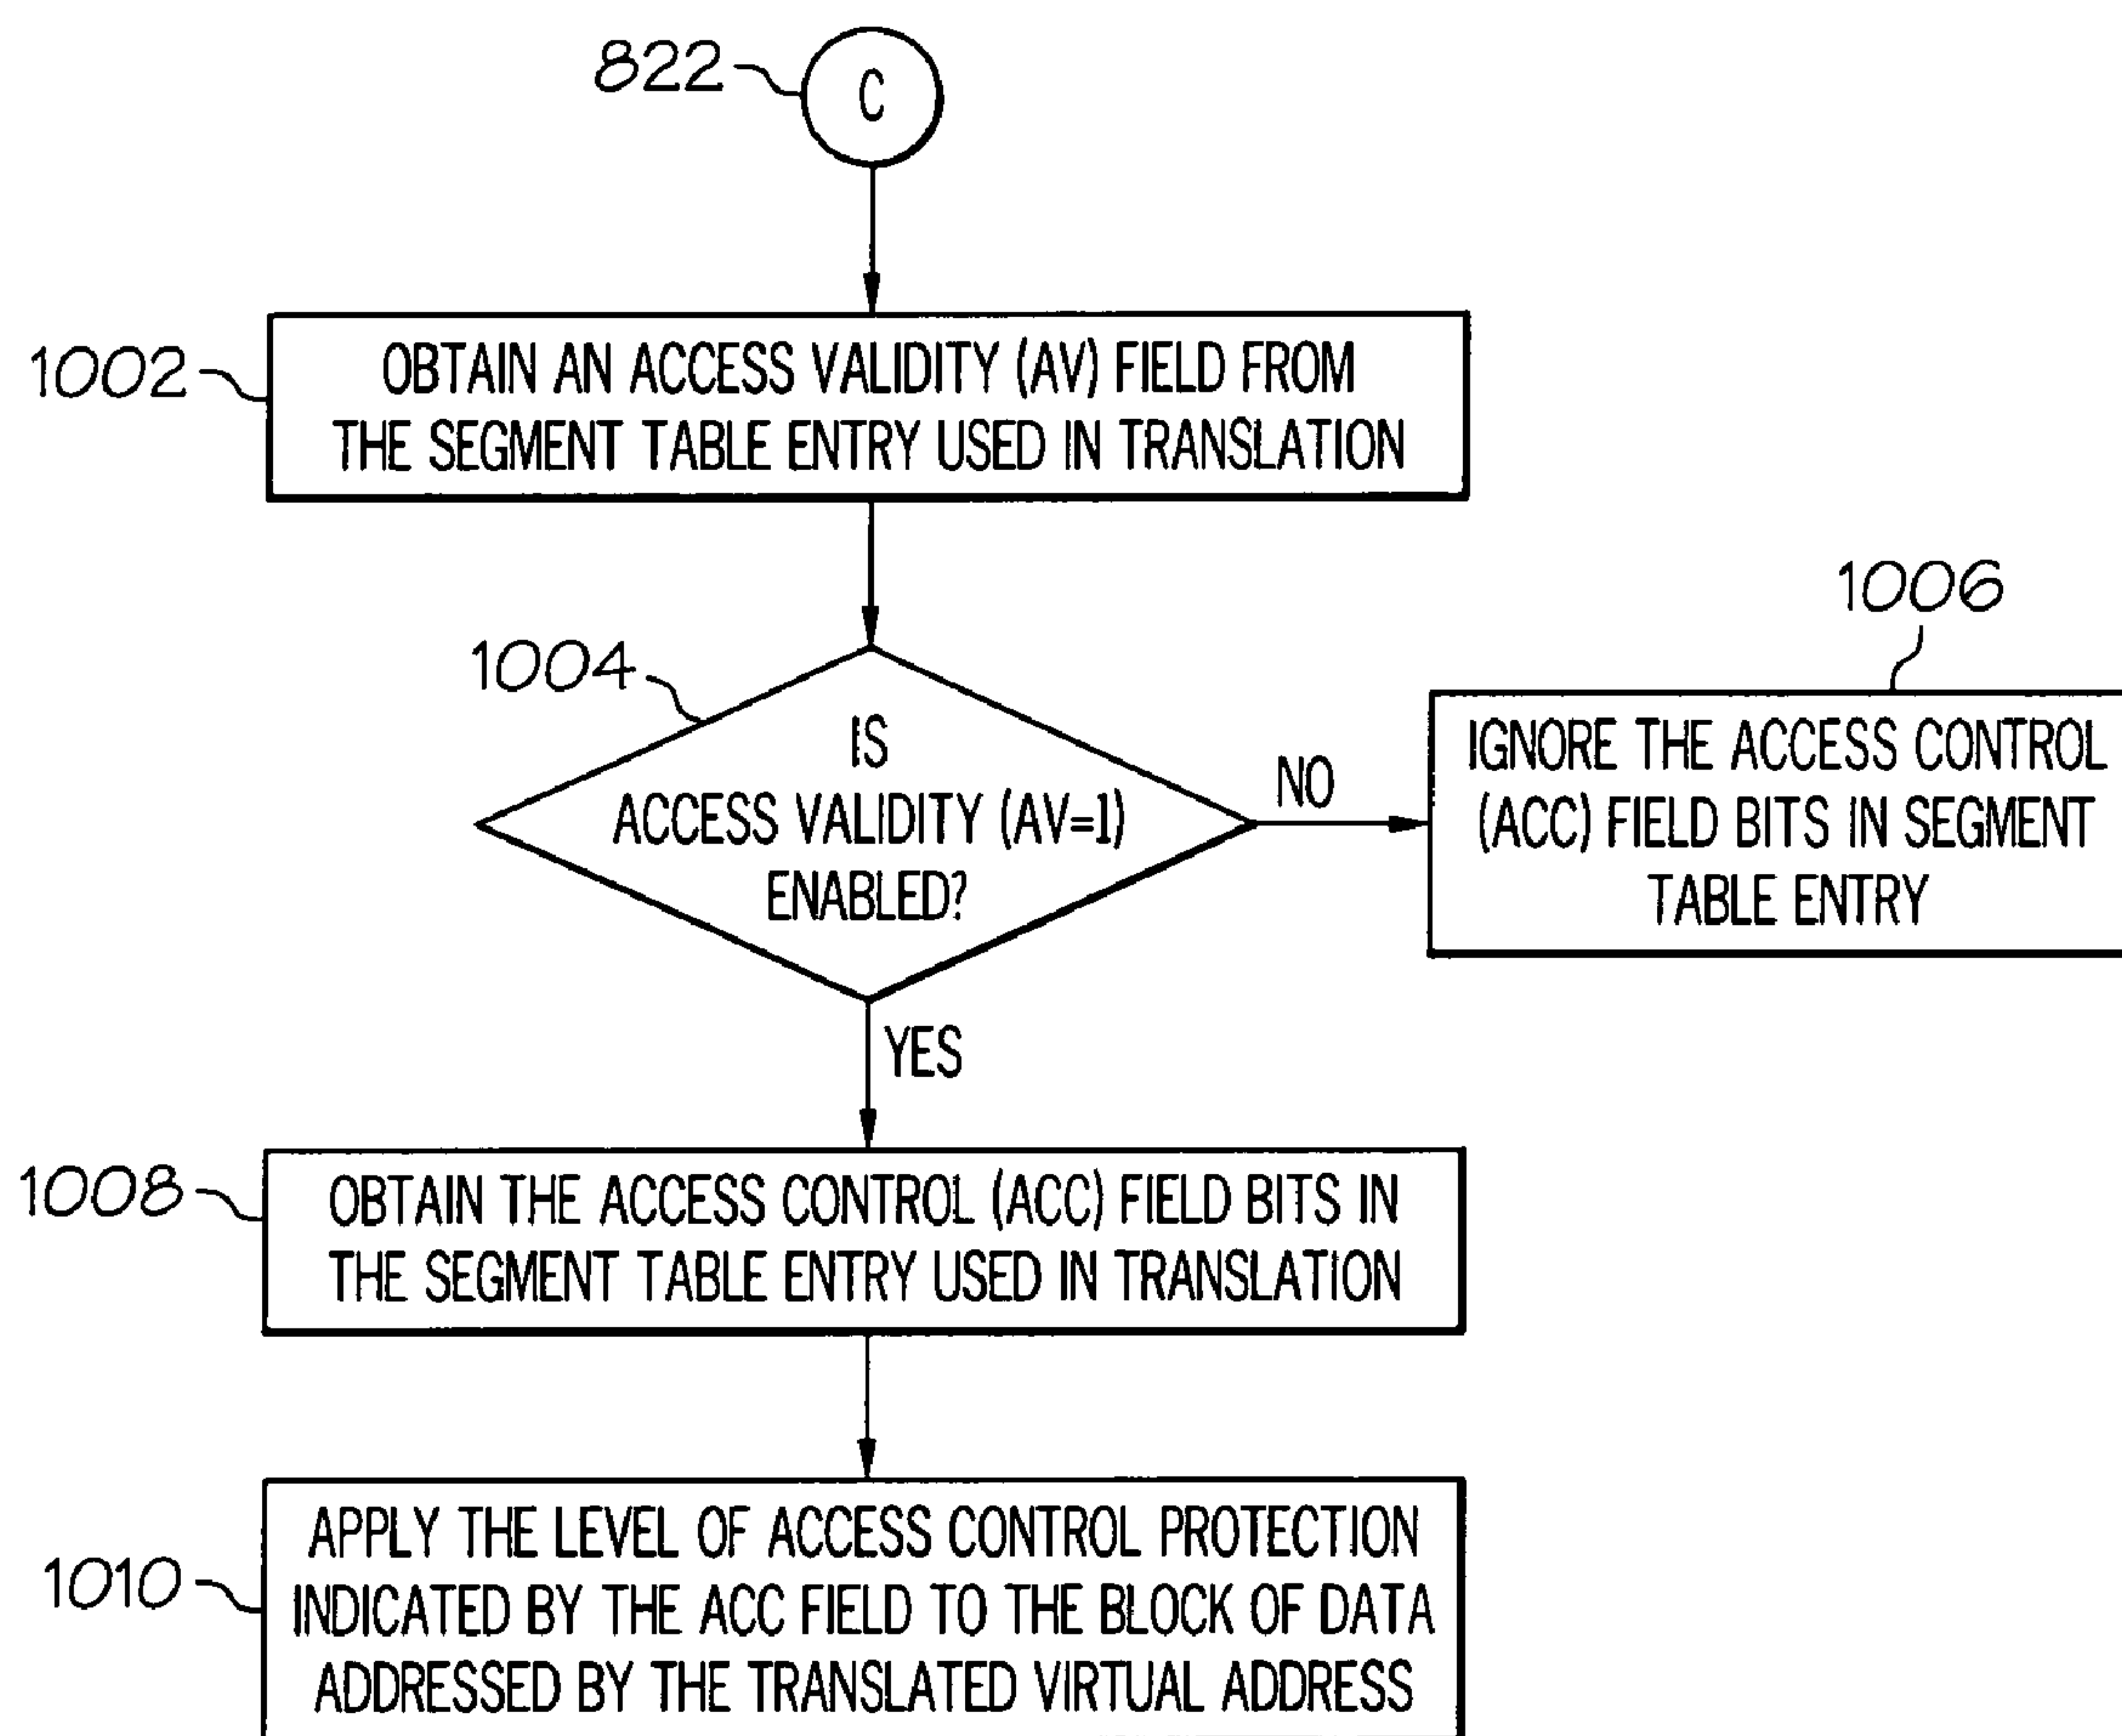 822
C
1002
OBTAIN AN ACCESS VALIDITY (AV) FIELD FROM
THE SEGMENT TABLE ENTRY USED IN TRANSLATION
1004
IS
ACCESS VALIDITY (AV=1)
ENABLED?
NO
1006
IGNORE THE ACCESS CONTROL
(ACC) FIELD BITS IN SEGMENT
TABLE ENTRY
YES
1008
OBTAIN THE ACCESS CONTROL (ACC) FIELD BITS IN
THE SEGMENT TABLE ENTRY USED IN TRANSLATION
1010
APPLY THE LEVEL OF ACCESS CONTROL PROTECTION
INDICATED BY THE ACC FIELD TO THE BLOCK OF DATA
ADDRESSED BY THE TRANSLATED VIRTUAL ADDRESS